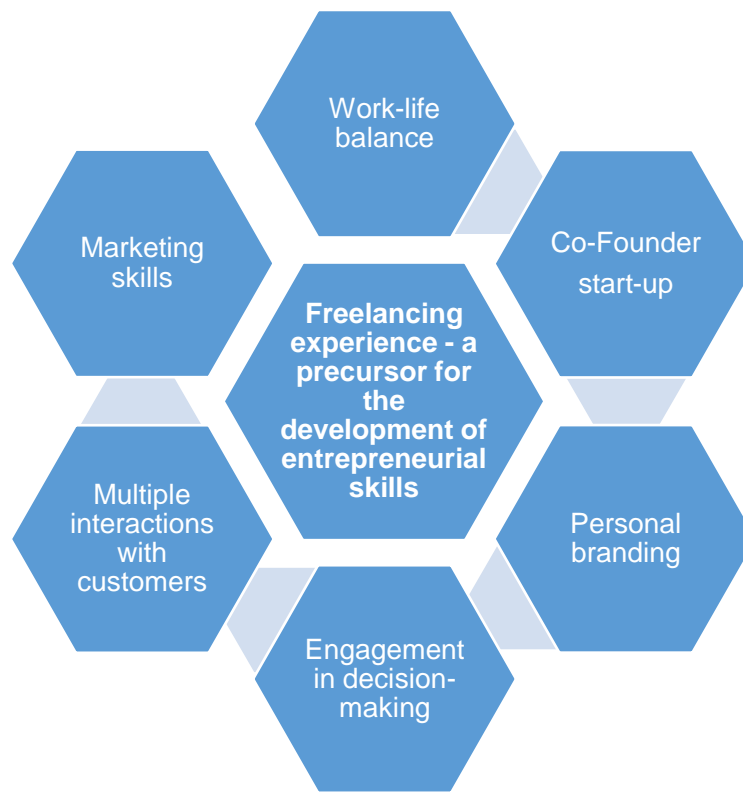 Work-life
balance
Co-Founder
start-up
Marketing
skills
Freelancing
experience - a
precursor for
the
development of
entrepreneurial
skills
Personal
branding
Multiple
interactions
with
customers
Engagement
in decision-
making